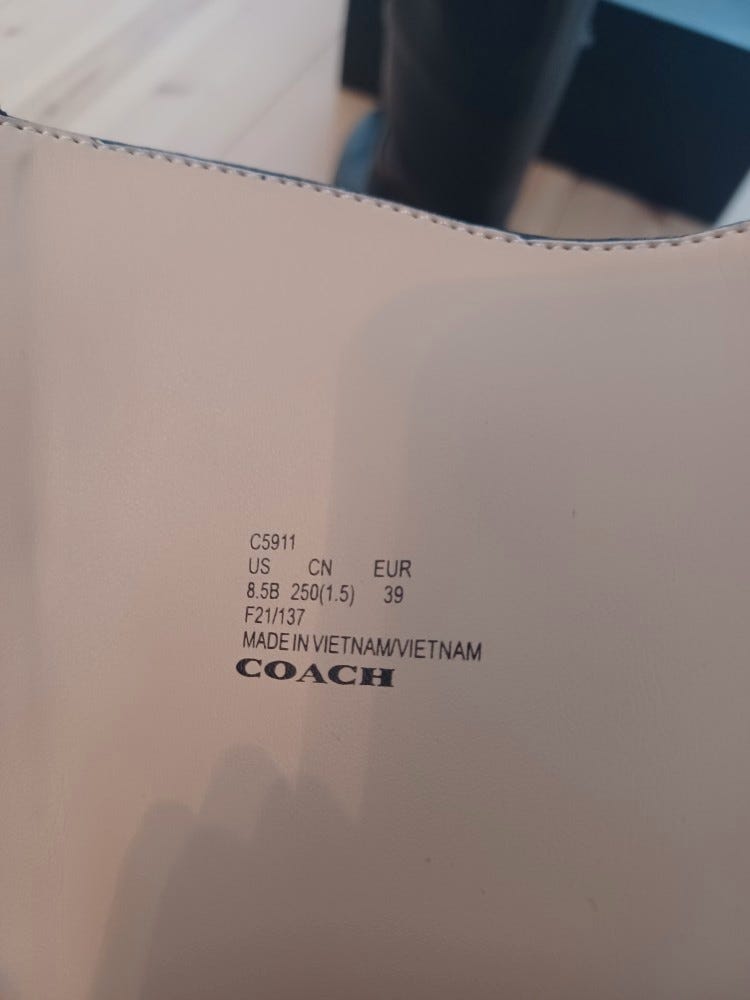 C5911
US CN EUR
8.5B 250(1.5) 39
F21/137
MADE IN VIETNAM/VIETNAM
COACH